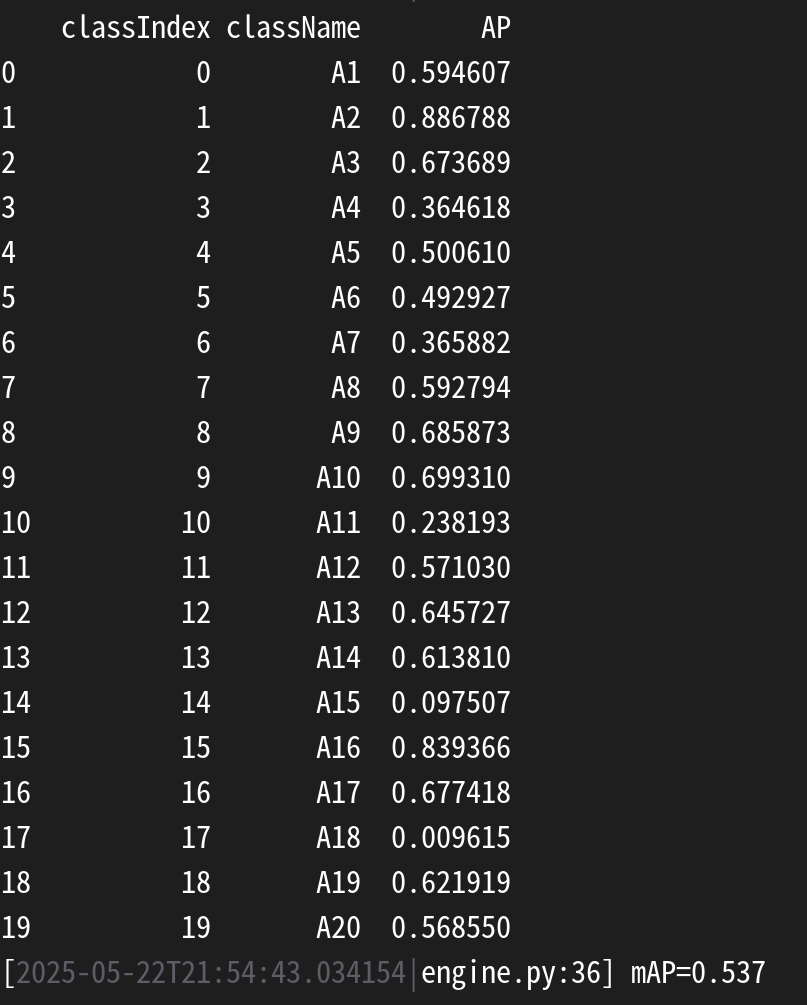 classIndex className AP
0 0 A1 0.594607
1 1 A2 0.886788
2 2 A3 0.673689
3 3 A4 0.364618
4 4 A5 0.500610
5 5 A6 0.492927
6 6 A7 0.365882
7 7 A8 0.592794
8 8 A9 0.685873
9 9 A10 0.699310
10 10 A11 0.238193
11 11 A12 0.571030
12 12 A13 0.645727
13 13 A14 0.613810
14 14 A15 0.097507
15 15 A16 0.839366
16 16 A17 0.677418
17 17 A18 0.009615
18 18 A19 0.621919
19 19 A20 0.568550
[2025-05-22T21:54:43.034154|engine.py:36] mAP=0.537